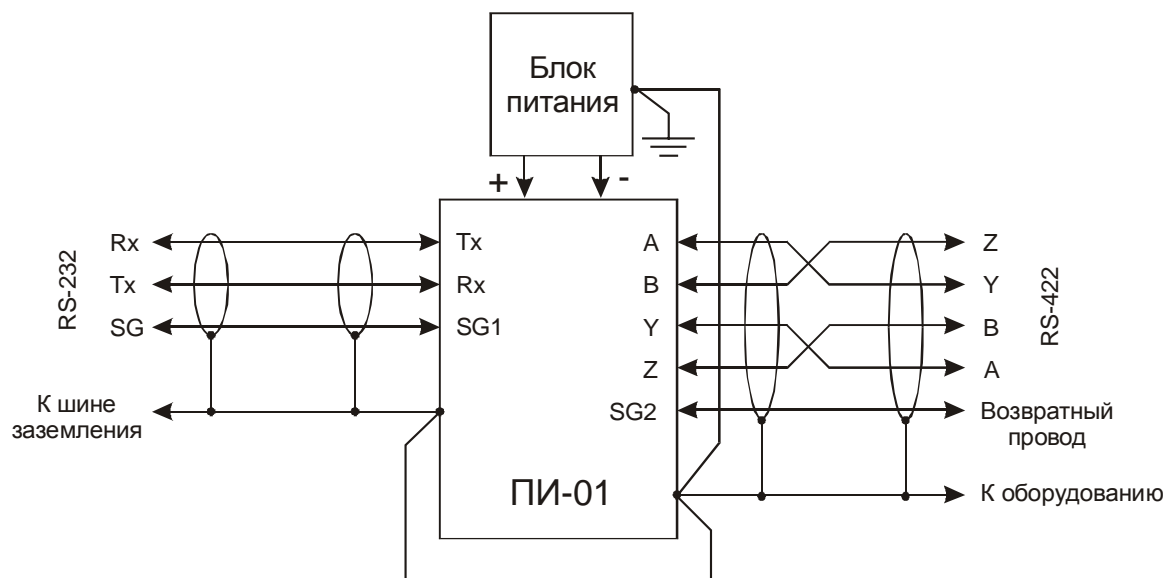 Блок
питания
+ -
RS-232
Rx
Tx
SG
К шине
заземления
Tx
Rx
SG1
A
B
Y
Z
SG2
ПИ-01
Z
Y
B
A
RS-422
Возвратный
провод
К оборудованию